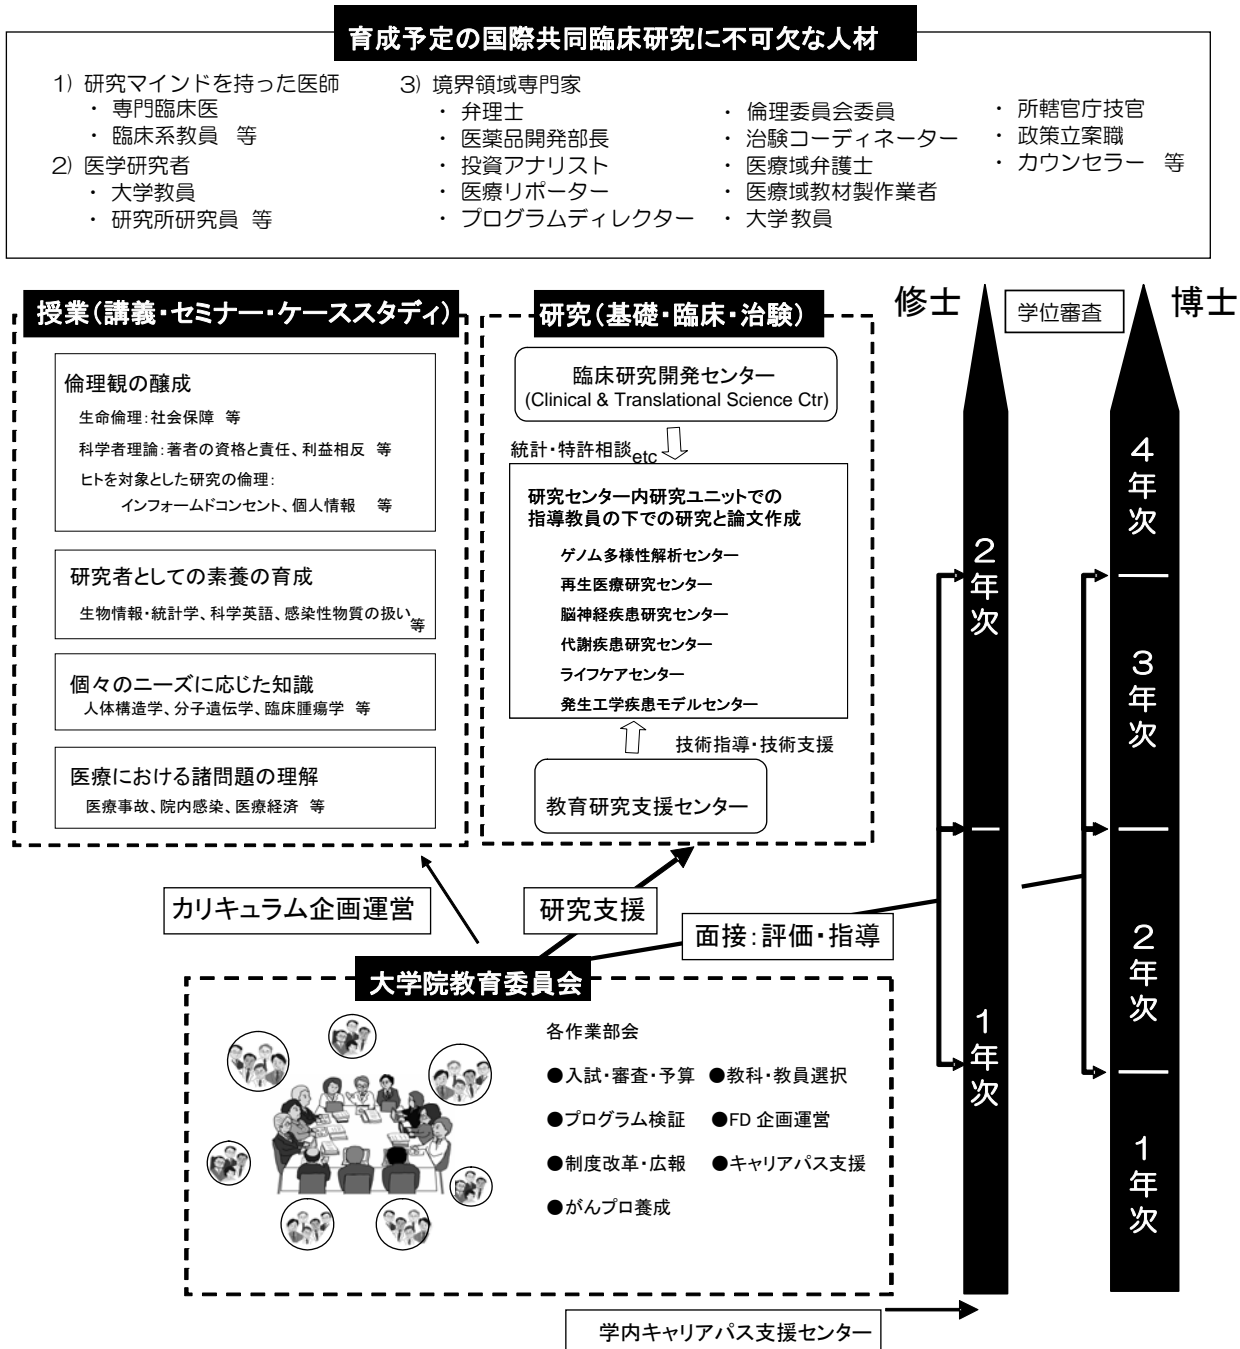 育成予定の国際共同臨床研究に不可欠な人材
1) 研究マインドを持った医師
・ 専門臨床医
・ 臨床系教員 等
2) 医学研究者
・ 大学教員
・ 研究所研究員 等
3) 境界領域専門家
・ 弁理士
・ 医薬品開発部長
・ 投資アナリスト
・ 医療リポーター
・ プログラムディレクター
・ 倫理委員会委員
・ 治験コーディネーター
・ 医療域弁護士
・ 医療域教材製作業者
・ 大学教員
・ 所轄官庁技官
・ 政策立案職
・ カウンセラー 等
授業(講義・セミナー・ケーススタディ)
倫理観の醸成
生命倫理:社会保障 等
科学者理論:著者の資格と責任、利益相反 等
ヒトを対象とした研究の倫理:
インフォームドコンセント、個人情報 等
研究者としての素養の育成
生物情報・統計学、科学英語、感染性物質の扱い 等
個々のニーズに応じた知識
人体構造学、分子遺伝学、臨床腫瘍学 等
医療における諸問題の理解
医療事故、院内感染、医療経済 等
研究(基礎・臨床・治験)
臨床研究開発センター
(Clinical & Translational Science Ctr)
統計・特許相談etc
研究センター内研究ユニットでの
指導教員の下での研究と論文作成
ゲノム多様性解析センター
再生医療研究センター
脳神経疾患研究センター
代謝疾患研究センター
ライフケアセンター
発生工学疾患モデルセンター
技術指導・技術支援
教育研究支援センター
修士
学位審査
博士
2年次
1年次
4年次
3年次
2年次
1年次
カリキュラム企画運営
研究支援
面接:評価・指導
大学院教育委員会
各作業部会
●入試・審査・予算 ●教科・教員選択
●プログラム検証 ●FD 企画運営
●制度改革・広報 ●キャリアパス支援
●がんプロ養成
学内キャリアパス支援センター